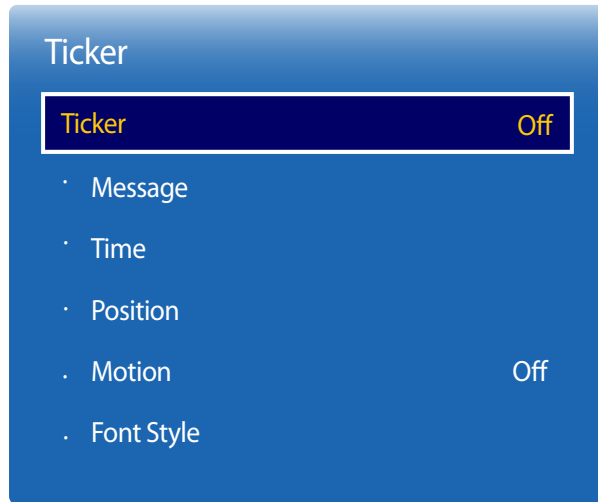 Ticker
Ticker Off
· Message
· Time
· Position
· Motion Off
· Font Style